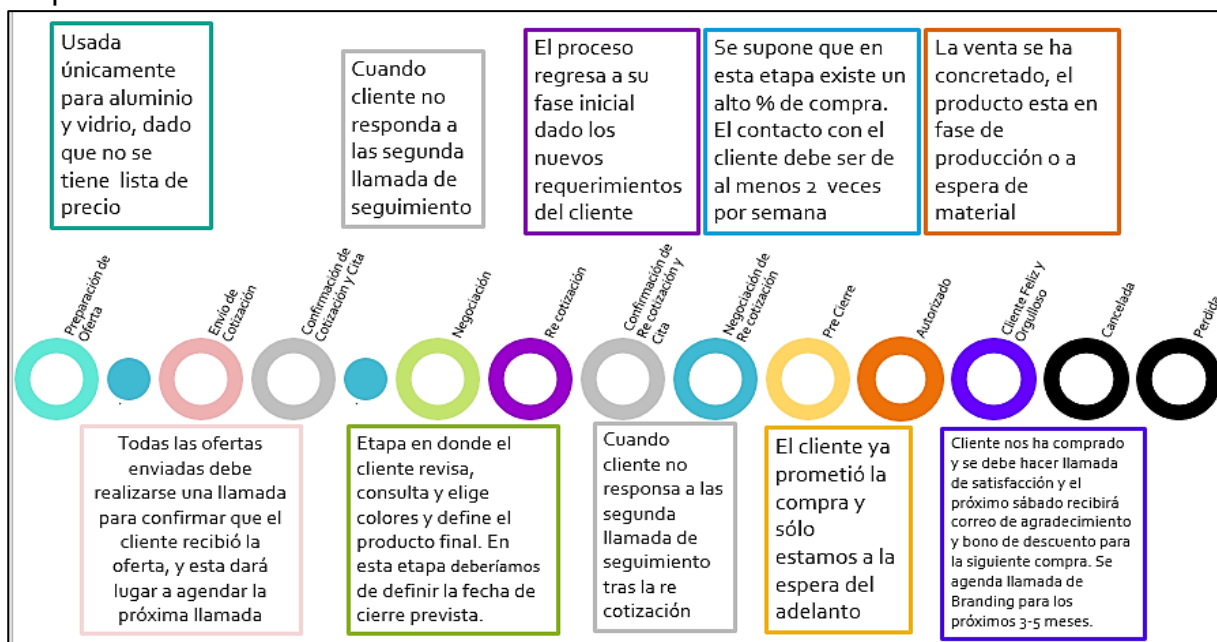 Usada
únicamente
para aluminio
y vidrio, dado
que no se
tiene lista de
precio
Cuando
cliente no
responda a
las segunda
llamada de
seguimiento
El proceso
regresa a su
fase inicial
dado los
nuevos
requerimientos
del cliente
Se supone que en
esta etapa existe un
alto % de compra.
El contacto con el
cliente debe ser de
al menos 2 veces
por semana
La venta se ha
concretado, el
producto esta en
fase de
producción o a
espera de
material
Preparación de
Oferta
Envío de
Cotización
Confirmación de
Cotización y Cita
Negociación
Re cotización
Confirmación de
Re cotización y
Cita
Negociación de
Re cotización
Pre Cierre
Autorizado
Cliente Feliz y
Orgulloso
Cancelada
Perdida
Todas las ofertas
enviadas debe
realizarse una llamada
para confirmar que el
cliente recibió la
oferta, y esta dará
lugar a agendar la
próxima llamada
Etapa en donde el
cliente revisa,
consulta y elige
colores y define el
producto final. En
esta etapa deberíamos
de definir la fecha de
cierre prevista.
Cuando
cliente no
responsa a las
segunda
llamada de
seguimiento
tras la re
cotización
El cliente ya
prometió la
compra y
sólo
estamos a la
espera del
adelanto
Cliente nos ha comprado
y se debe hacer llamada
de satisfacción y el
próximo sábado recibirá
correo de agradecimiento
y bono de descuento para
la siguiente compra. Se
agenda llamada de
Branding para los
próximos 3-5 meses.